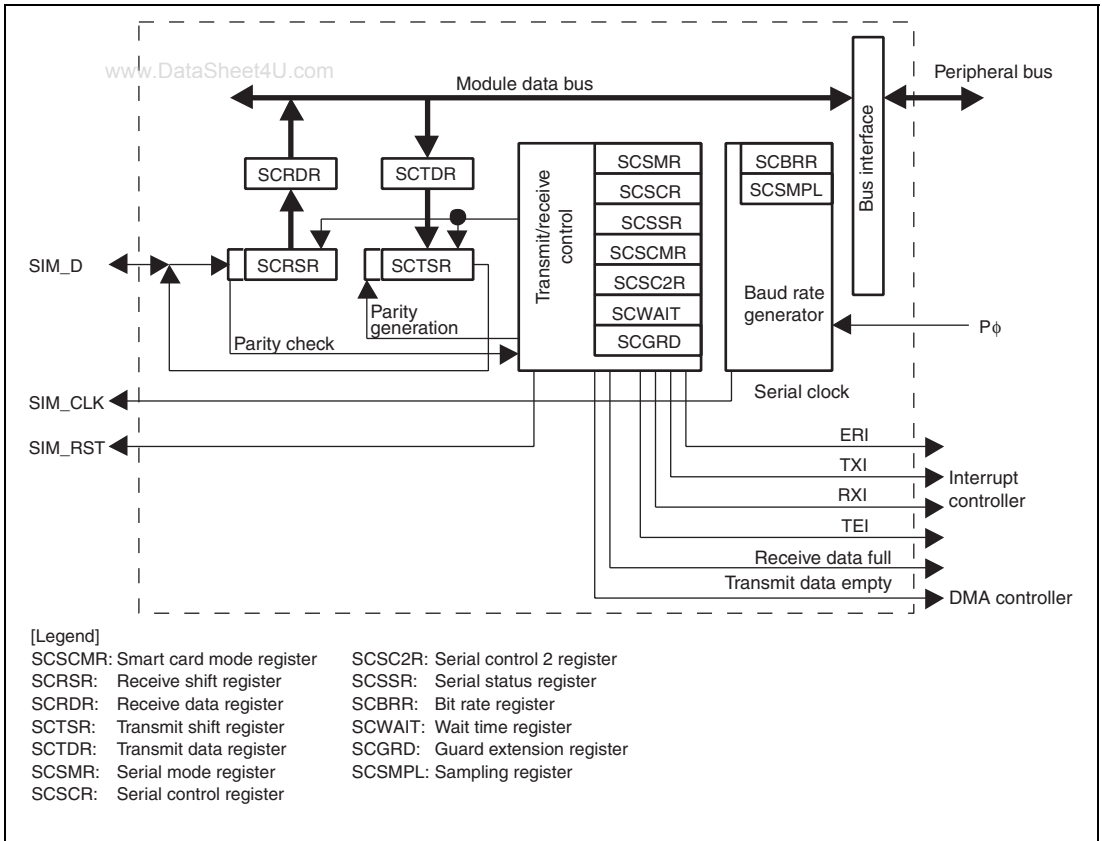 www.DataSheet4U.com
Module data bus
Peripheral bus
Bus interface
SCRDR
SCTDR
Transmit/receive
control
SCSMR
SCSCR
SCSSR
SCSCMR
SCSC2R
SCWAIT
SCGRD
SCBRR
SCSMPL
Baud rate
generator
SIM_D
SCRSR
SCTSR
Parity
generation
Parity check
Pϕ
SIM_CLK
Serial clock
SIM_RST
ERI
TXI
Interrupt
controller
RXI
TEI
Receive data full
Transmit data empty
DMA controller
[Legend]
SCSCMR: Smart card mode register
SCRSR: Receive shift register
SCRDR: Receive data register
SCTSR: Transmit shift register
SCTDR: Transmit data register
SCSMR: Serial mode register
SCSCR: Serial control register
SCSC2R: Serial control 2 register
SCSSR: Serial status register
SCBRR: Bit rate register
SCWAIT: Wait time register
SCGRD: Guard extension register
SCSMPL: Sampling register